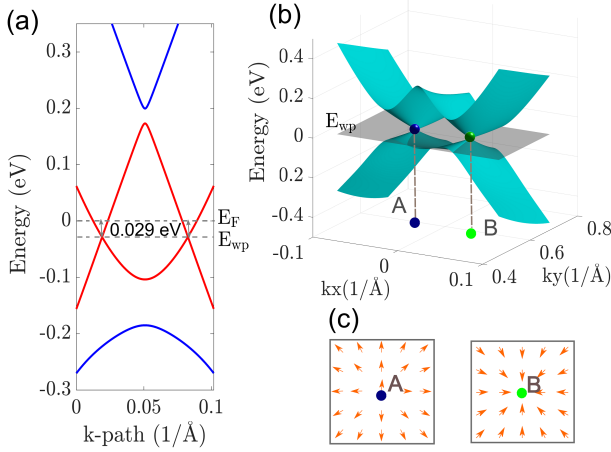 (a)
Energy (eV)
0.3
0.2
0.1
0
-0.1
-0.2
-0.3
0.029 eV
E_F
E_wp
0
0.05
0.1
k-path (1/Å)
(b)
Energy (eV)
0.4
0.2
0
-0.2
-0.4
E_wp
A
B
-0.1
0
0.1
kx(1/Å)
0.4
0.6
0.8
ky(1/Å)
(c)
A
B